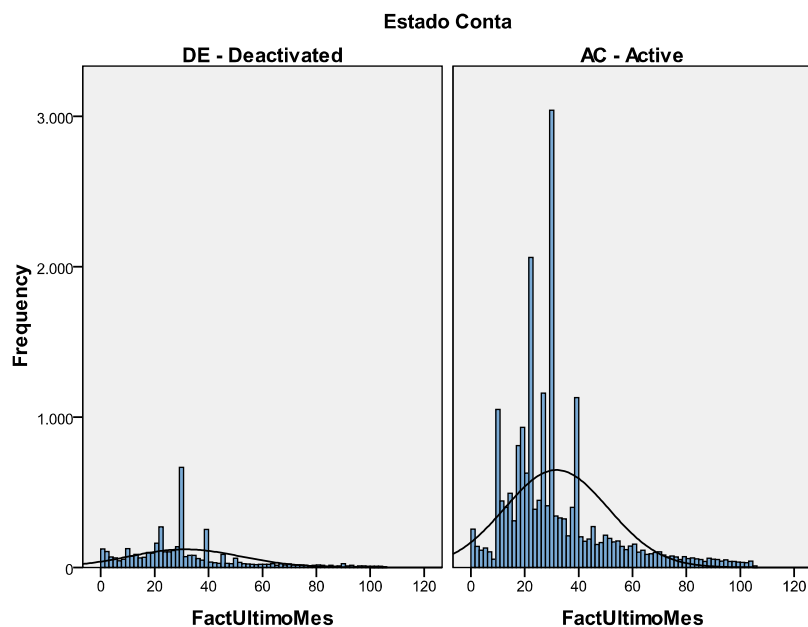 Estado Conta
DE - Deactivated
AC - Active
Frequency
3.000
2.000
1.000
0
0 20 40 60 80 100 120
0 20 40 60 80 100 120
FactUltimoMes
FactUltimoMes